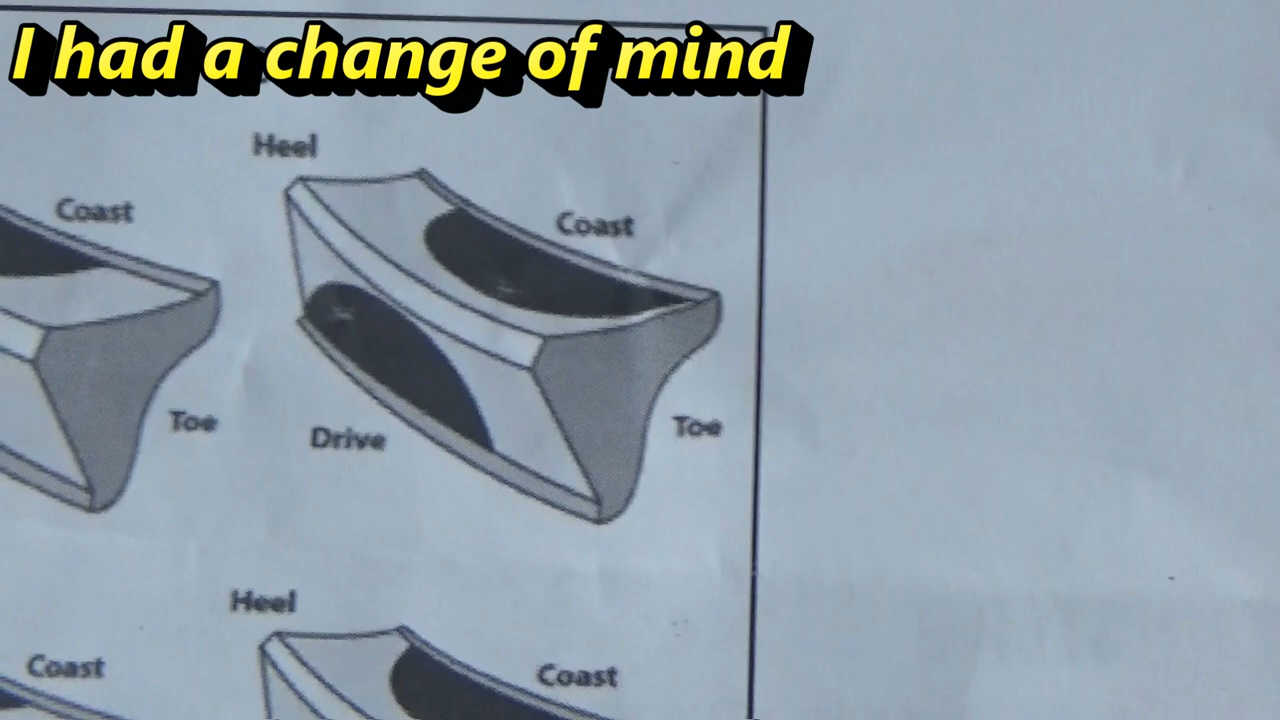 I had a change of mind
Heel
Coast
Coast
Toe
Toe
Drive
Heel
Coast
Coast